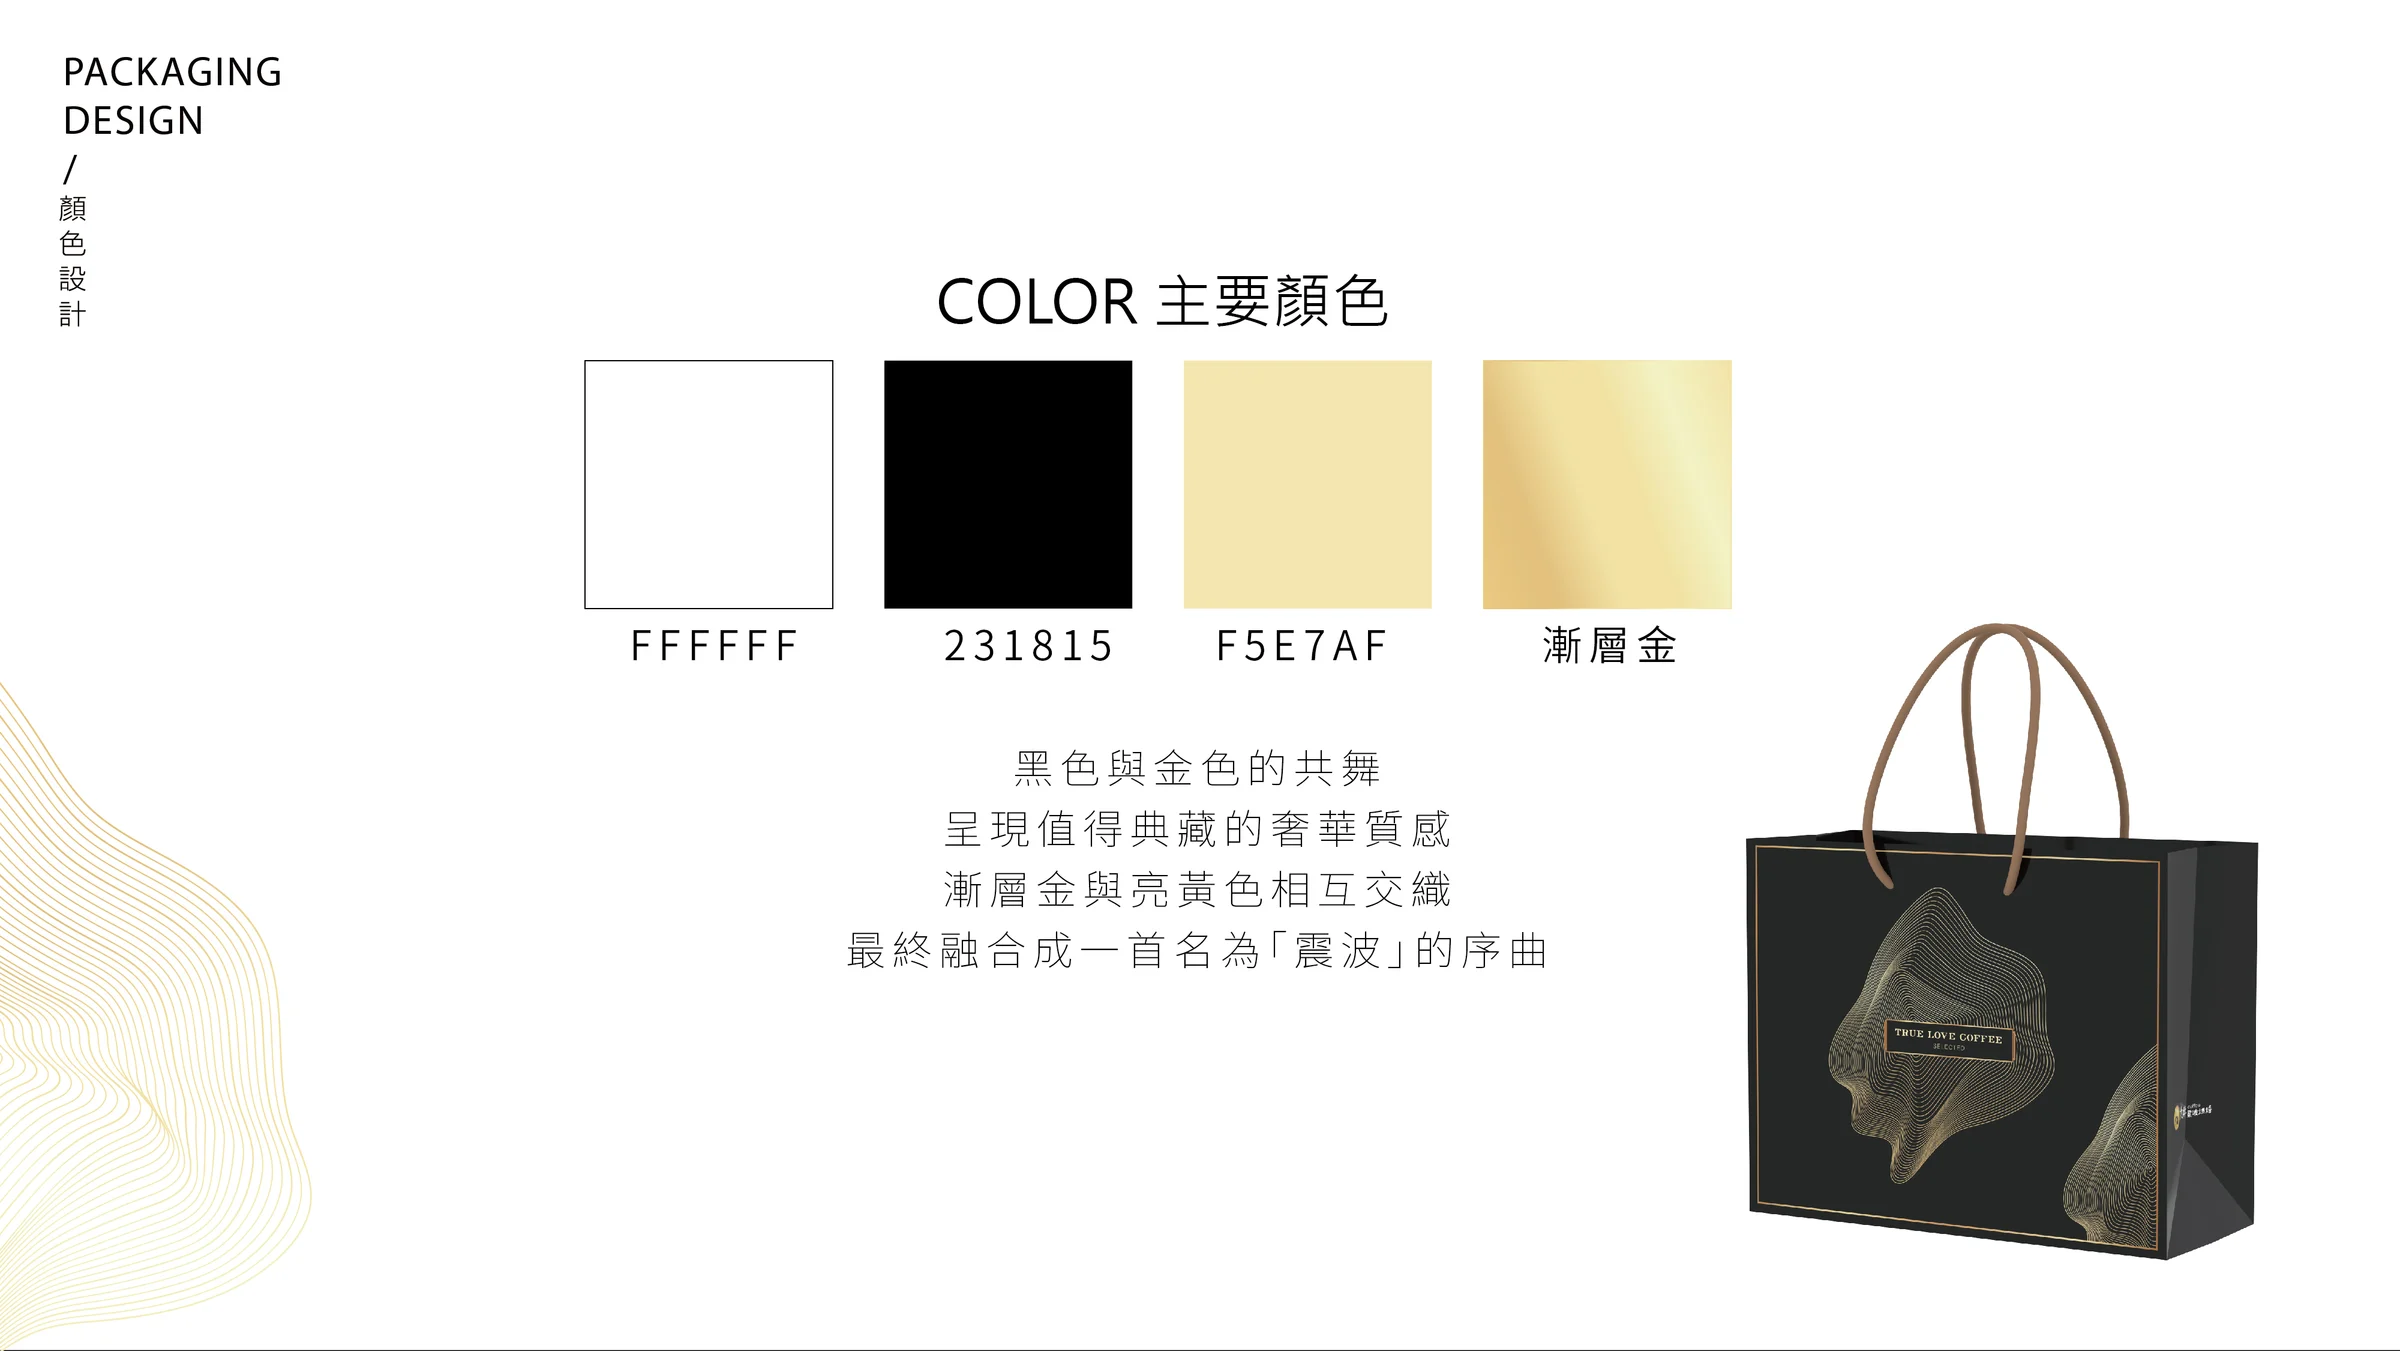 PACKAGING
DESIGN
/
顏
色
設
計
COLOR 主要顏色
FFFFFF
231815
F5E7AF
漸層金
黑色與金色的共舞
呈現值得典藏的奢華質感
漸層金與亮黃色相互交織
最終融合成一首名為「震波」的序曲
TRUE LOVE COFFEE
SELECTED